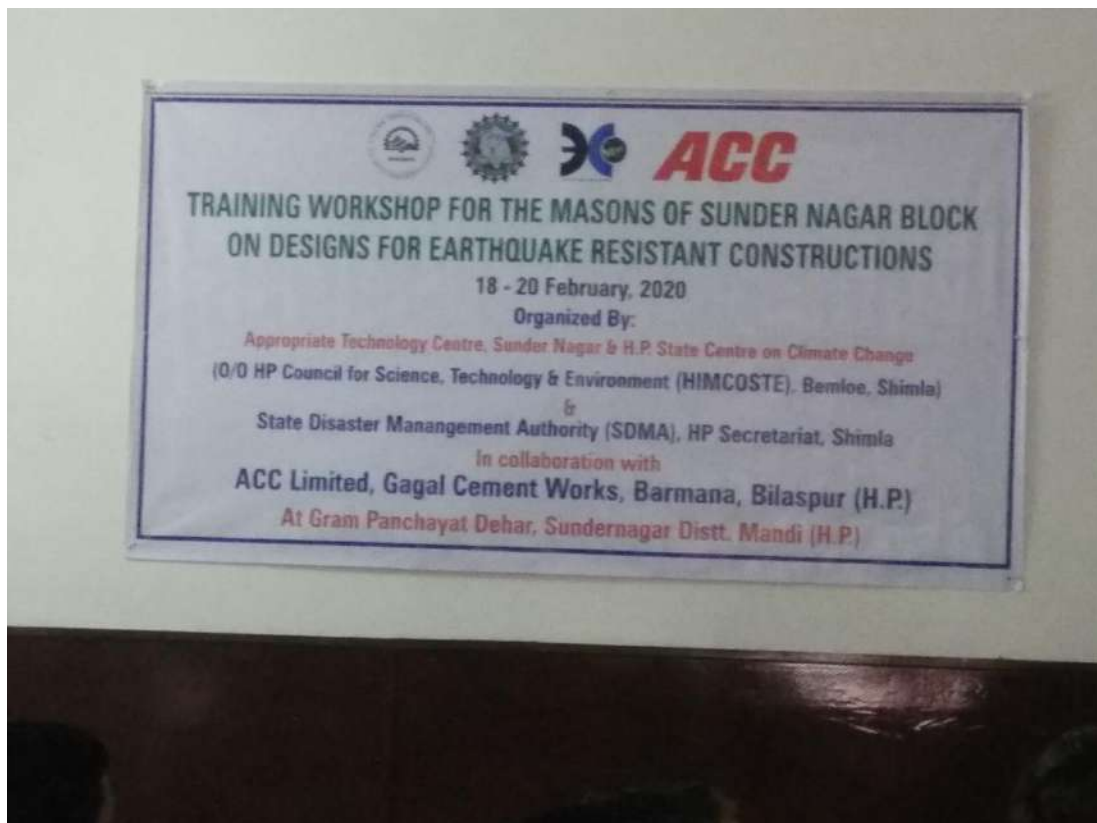 ACC
TRAINING WORKSHOP FOR THE MASONS OF SUNDER NAGAR BLOCK
ON DESIGNS FOR EARTHQUAKE RESISTANT CONSTRUCTIONS
18 - 20 February, 2020
Organized By:
Appropriate Technology Centre, Sunder Nagar & H.P. State Centre on Climate Change
(O/O HP Council for Science, Technology & Environment (HIMCOSTE). Bemloe, Shimla)
&
State Disaster Manangement Authority (SDMA), HP Secretariat, Shimla
In collaboration with
ACC Limited, Gagal Cement Works, Barmana, Bilaspur (H.P.)
At Gram Panchayat Dehar, Sundernagar Distt. Mandi (H.P.)